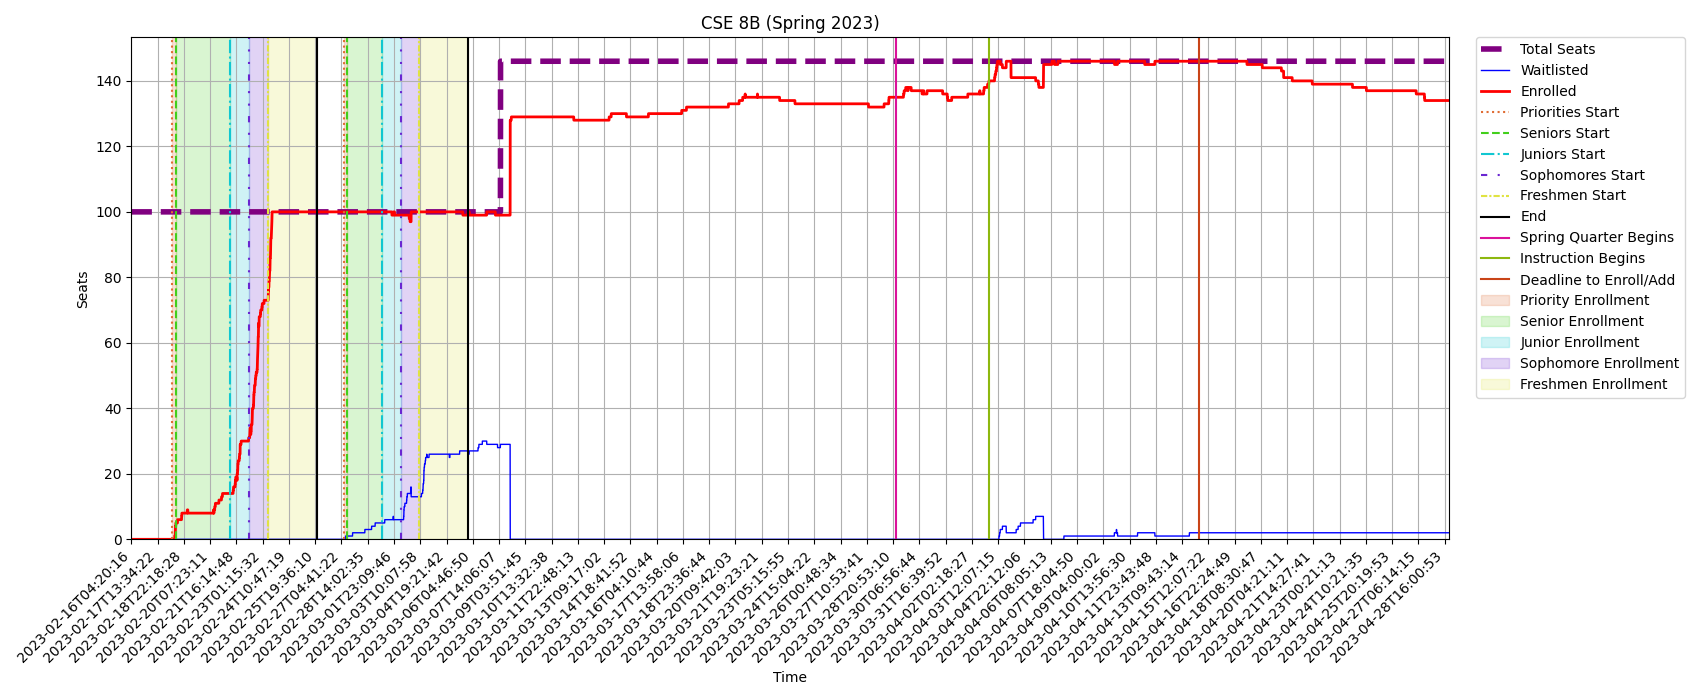 CSE 8B (Spring 2023)
Seats
140
120
100
80
60
40
20
0
2023-02-16T04:20:16
2023-02-17T13:34:22
2023-02-18T22:18:28
2023-02-20T07:23:11
2023-02-21T16:14:48
2023-02-23T01:15:32
2023-02-24T10:47:19
2023-02-25T19:36:10
2023-02-27T04:41:22
2023-02-28T14:02:35
2023-03-01T23:09:46
2023-03-03T10:07:58
2023-03-04T19:21:42
2023-03-06T04:46:50
2023-03-07T14:06:07
2023-03-09T03:51:45
2023-03-10T13:32:38
2023-03-11T22:48:13
2023-03-13T09:17:02
2023-03-14T18:41:52
2023-03-16T04:10:44
2023-03-17T13:58:06
2023-03-18T23:36:44
2023-03-20T09:42:03
2023-03-21T19:23:21
2023-03-23T05:15:55
2023-03-24T15:04:22
2023-03-26T00:48:34
2023-03-27T10:53:41
2023-03-28T20:53:10
2023-03-30T06:56:44
2023-03-31T16:39:52
2023-04-02T02:18:27
2023-04-03T12:07:15
2023-04-04T22:12:06
2023-04-06T08:05:13
2023-04-07T18:04:50
2023-04-09T04:00:02
2023-04-10T13:56:30
2023-04-11T23:43:48
2023-04-13T09:43:14
2023-04-15T12:07:22
2023-04-16T22:24:49
2023-04-18T08:30:47
2023-04-20T04:21:11
2023-04-21T14:27:41
2023-04-23T00:21:13
2023-04-24T10:21:35
2023-04-25T20:19:53
2023-04-27T06:14:15
2023-04-28T16:00:53
Time
Total Seats
Waitlisted
Enrolled
Priorities Start
Seniors Start
Juniors Start
Sophomores Start
Freshmen Start
End
Spring Quarter Begins
Instruction Begins
Deadline to Enroll/Add
Priority Enrollment
Senior Enrollment
Junior Enrollment
Sophomore Enrollment
Freshmen Enrollment